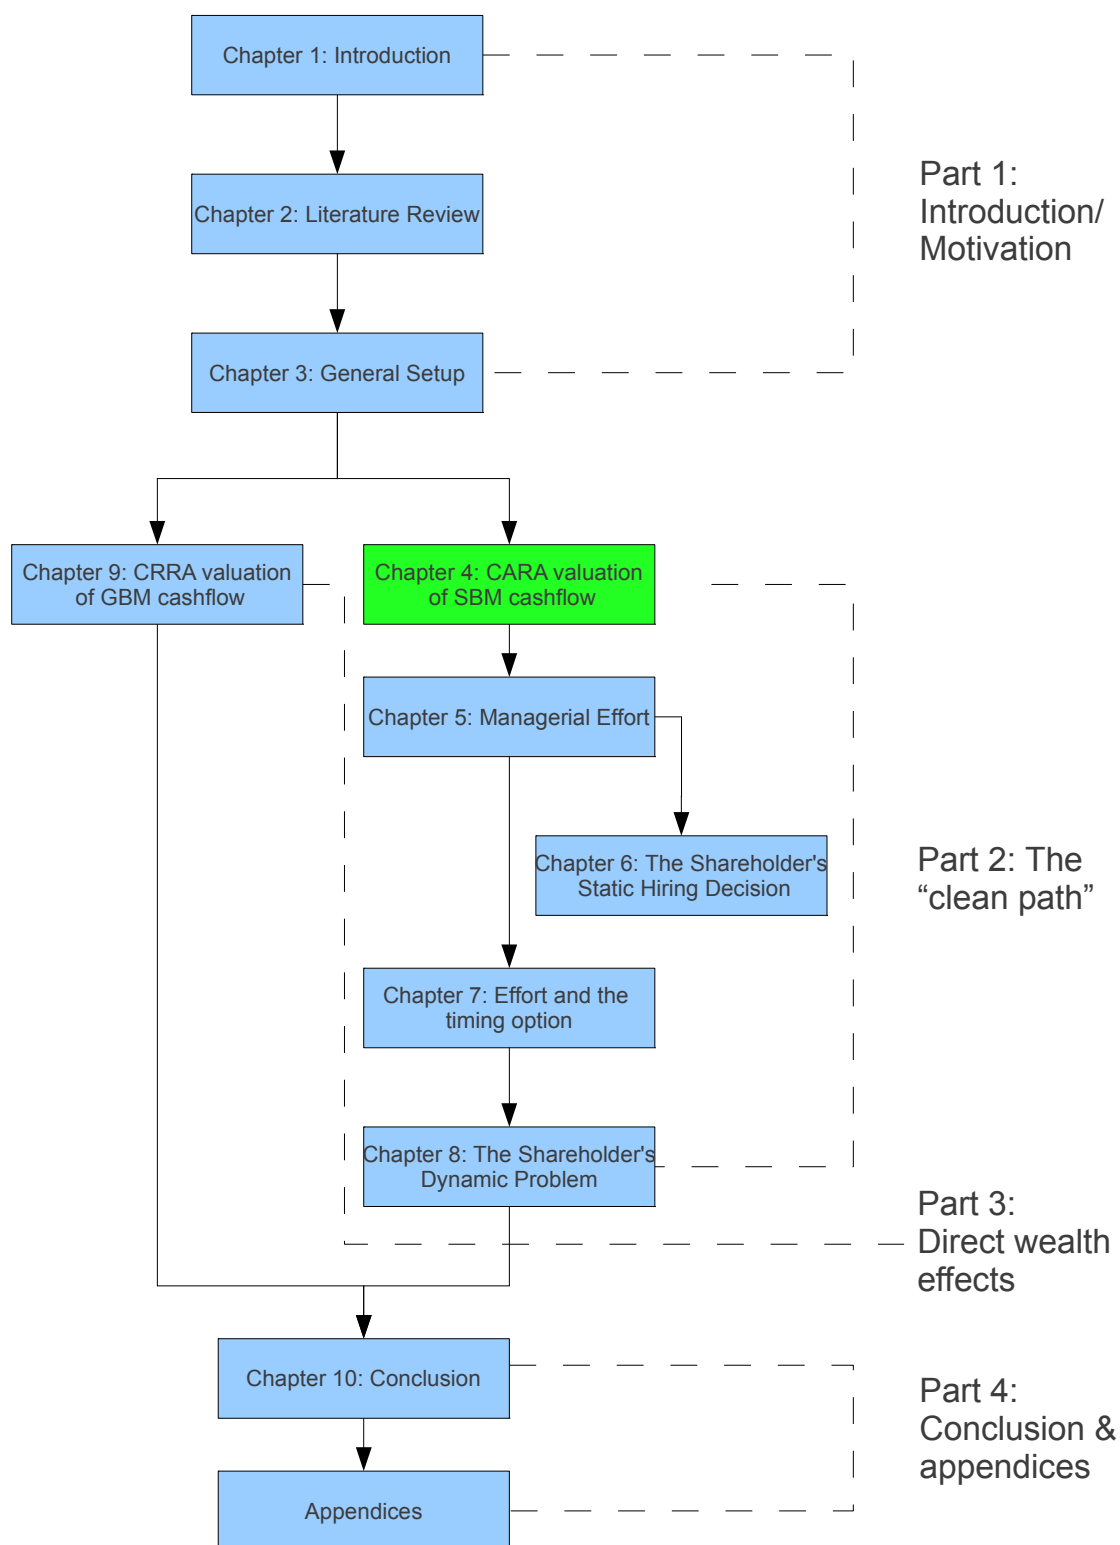 Chapter 1: Introduction
Part 1:
Introduction/
Motivation
Chapter 2: Literature Review
Chapter 3: General Setup
Chapter 9: CRRA valuation
of GBM cashflow
Chapter 4: CARA valuation
of SBM cashflow
Chapter 5: Managerial Effort
Chapter 6: The Shareholder's
Static Hiring Decision
Part 2: The
“clean path”
Chapter 7: Effort and the
timing option
Chapter 8: The Shareholder's
Dynamic Problem
Part 3:
Direct wealth
effects
Chapter 10: Conclusion
Part 4:
Conclusion &
appendices
Appendices